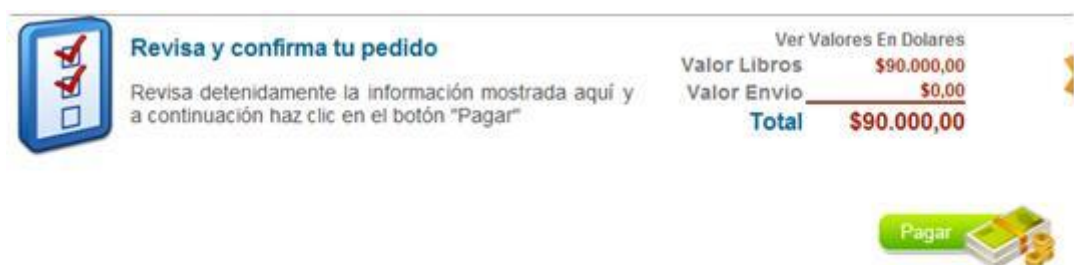 Revisa y confirma tu pedido
Revisa detenidamente la información mostrada aquí y
a continuación haz clic en el botón "Pagar"
Ver Valores En Dolares
Valor Libros $90.000,00
Valor Envio $0,00
Total $90.000,00
Pagar